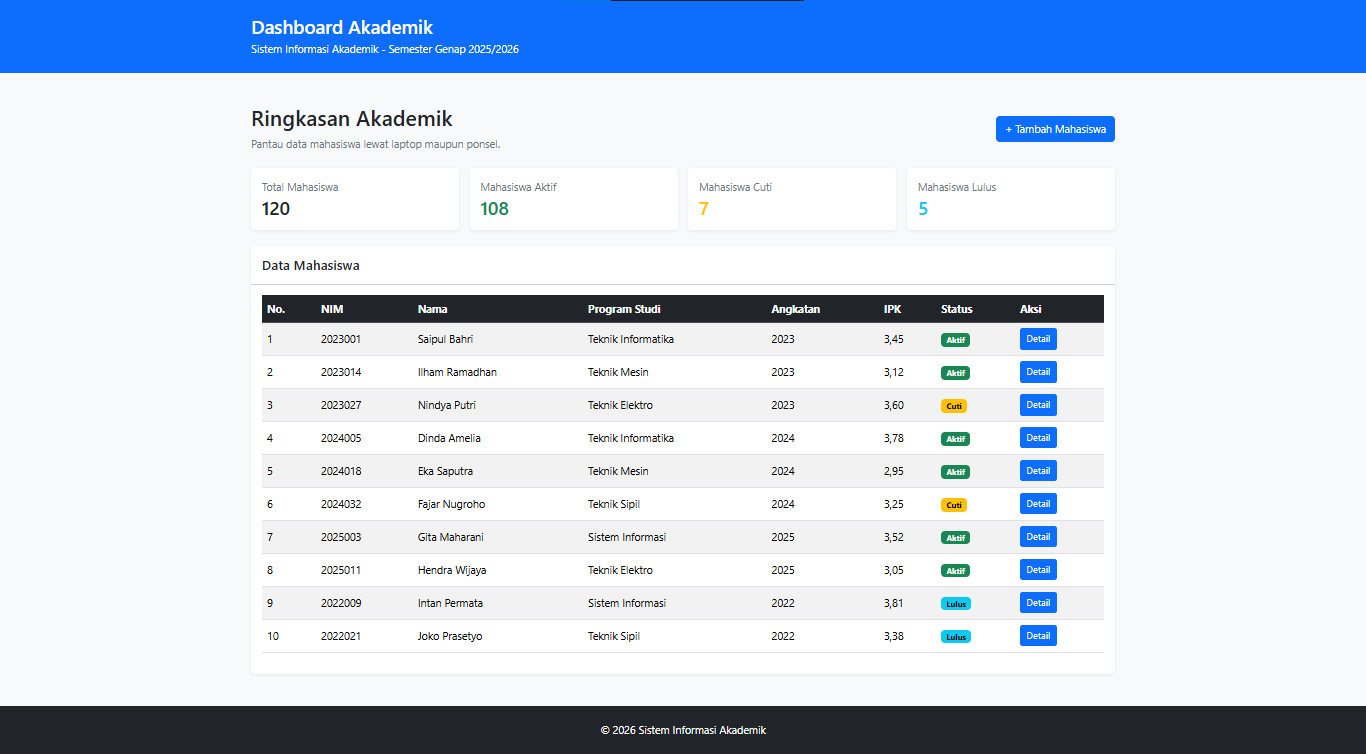 Dashboard Akademik
Sistem Informasi Akademik - Semester Genap 2025/2026
Ringkasan Akademik
Pantau data mahasiswa lewat laptop maupun ponsel.
+ Tambah Mahasiswa
Total Mahasiswa
120
Mahasiswa Aktif
108
Mahasiswa Cuti
7
Mahasiswa Lulus
5
Data Mahasiswa
No. NIM Nama Program Studi Angkatan IPK Status Aksi
1 2023001 Saipul Bahri Teknik Informatika 2023 3,45 Aktif Detail
2 2023014 Ilham Ramadhan Teknik Mesin 2023 3,12 Aktif Detail
3 2023027 Nindya Putri Teknik Elektro 2023 3,60 Cuti Detail
4 2024005 Dinda Amelia Teknik Informatika 2024 3,78 Aktif Detail
5 2024018 Eka Saputra Teknik Mesin 2024 2,95 Aktif Detail
6 2024032 Fajar Nugroho Teknik Sipil 2024 3,25 Cuti Detail
7 2025003 Gita Maharani Sistem Informasi 2025 3,52 Aktif Detail
8 2025011 Hendra Wijaya Teknik Elektro 2025 3,05 Aktif Detail
9 2022009 Intan Permata Sistem Informasi 2022 3,81 Lulus Detail
10 2022021 Joko Prasetyo Teknik Sipil 2022 3,38 Lulus Detail
© 2026 Sistem Informasi Akademik